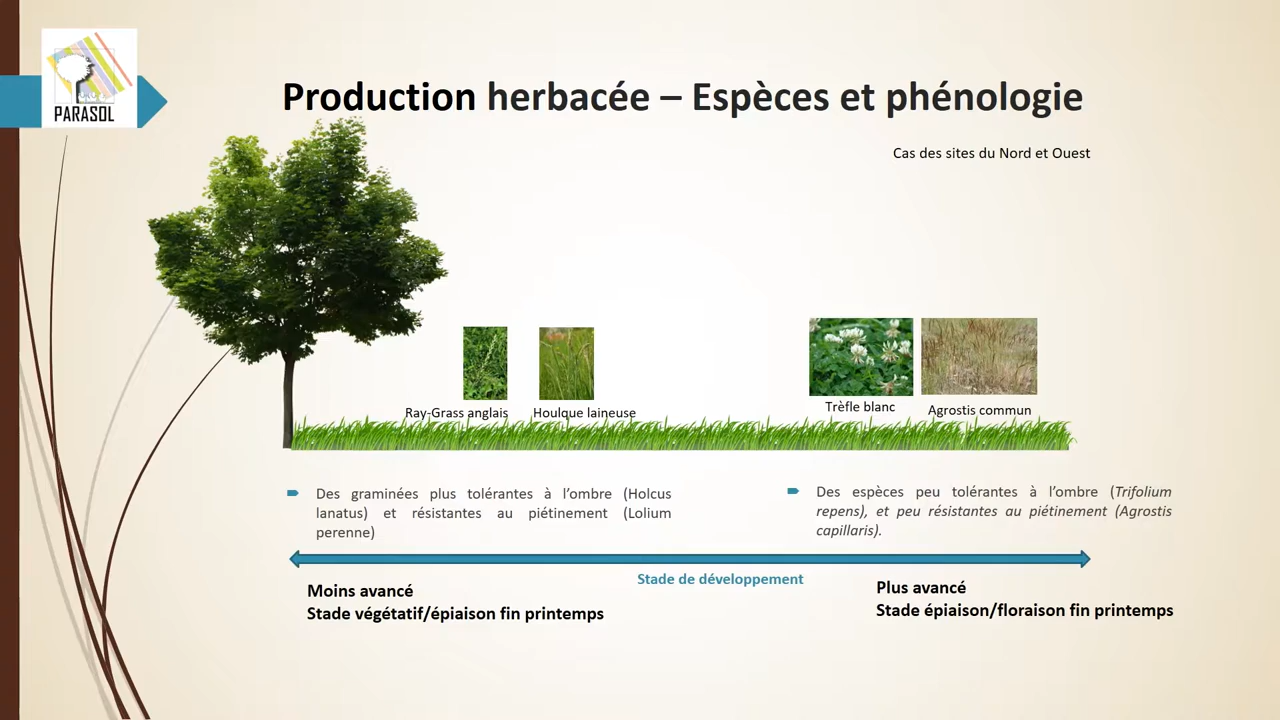 PARASOL
Production herbacée – Espèces et phénologie
Cas des sites du Nord et Ouest
Ray-Grass anglais
Houlque laineuse
Trèfle blanc
Agrostis commun
Des graminées plus tolérantes à l’ombre (Holcus
lanatus) et résistantes au piétinement (Lolium
perenne)
Des espèces peu tolérantes à l’ombre (Trifolium
repens), et peu résistantes au piétinement (Agrostis
capillaris).
Stade de développement
Moins avancé
Stade végétatif/épiaison fin printemps
Plus avancé
Stade épiaison/floraison fin printemps